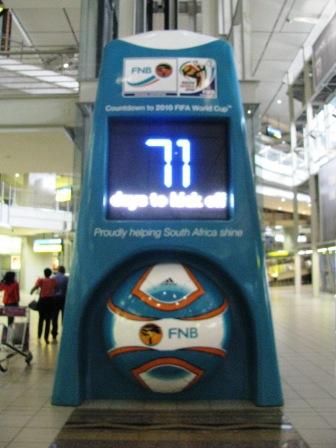 FNB
Countdown to 2010 FIFA World Cup™
71
days to kick off
Proudly helping South Africa shine
FNB